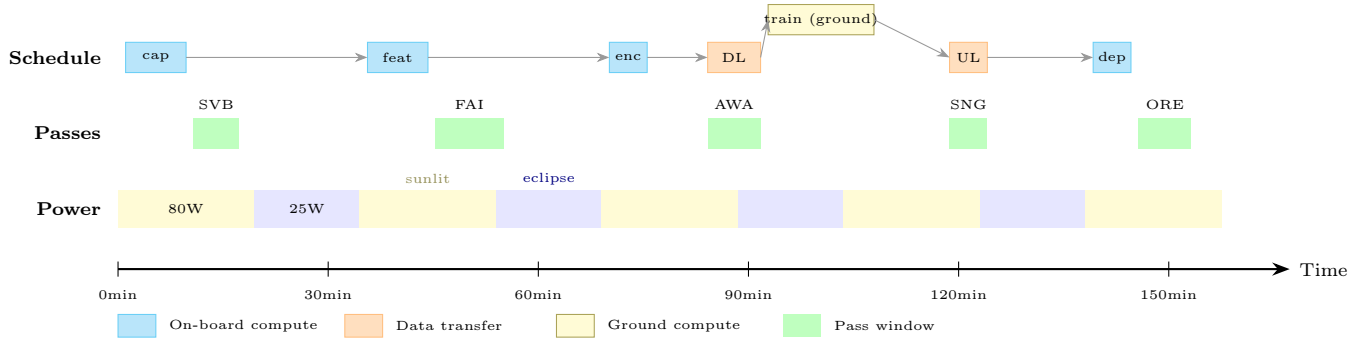 train (ground)
Schedule
cap
feat
enc
DL
UL
dep
SVB
FAI
AWA
SNG
ORE
Passes
sunlit
eclipse
Power
80W
25W
Time
0min
30min
60min
90min
120min
150min
On-board compute
Data transfer
Ground compute
Pass window